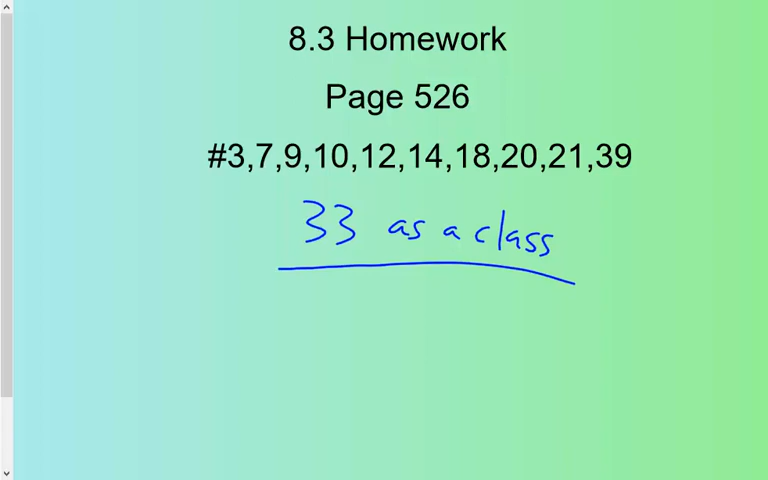 8.3 Homework
Page 526
#3,7,9,10,12,14,18,20,21,39
33 as a class